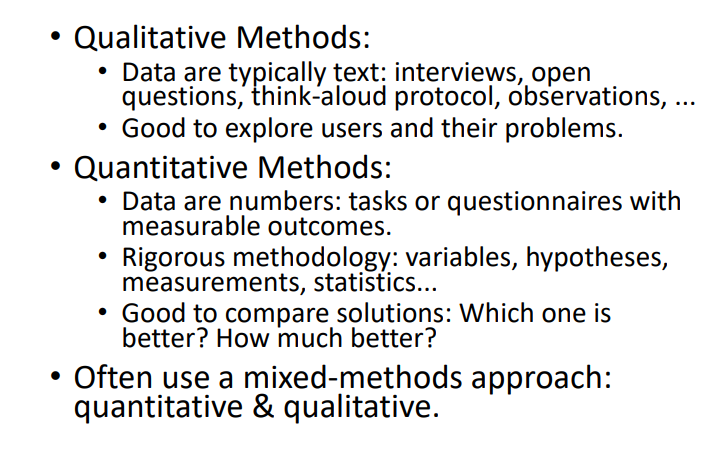 • Qualitative Methods:
• Data are typically text: interviews, open
questions, think-aloud protocol, observations, ...
• Good to explore users and their problems.
• Quantitative Methods:
• Data are numbers: tasks or questionnaires with
measurable outcomes.
• Rigorous methodology: variables, hypotheses,
measurements, statistics...
• Good to compare solutions: Which one is
better? How much better?
• Often use a mixed-methods approach:
quantitative & qualitative.